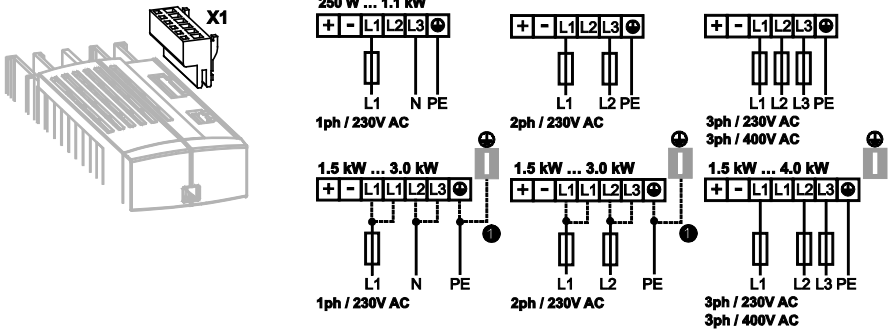 X1
250 W ... 1.1 kW
+ - L1 L2 L3
L1 N PE
1ph / 230V AC
+ - L1 L2 L3
L1 L2 PE
2ph / 230V AC
+ - L1 L2 L3
L1 L2 L3 PE
3ph / 230V AC
3ph / 400V AC
1.5 kW ... 3.0 kW
+ - L1 L1 L2 L3
1
L1 N PE
1ph / 230V AC
1.5 kW ... 3.0 kW
+ - L1 L1 L2 L3
1
L1 L2 PE
2ph / 230V AC
1.5 kW ... 4.0 kW
+ - L1 L1 L2 L3
L1 L2 L3 PE
3ph / 230V AC
3ph / 400V AC